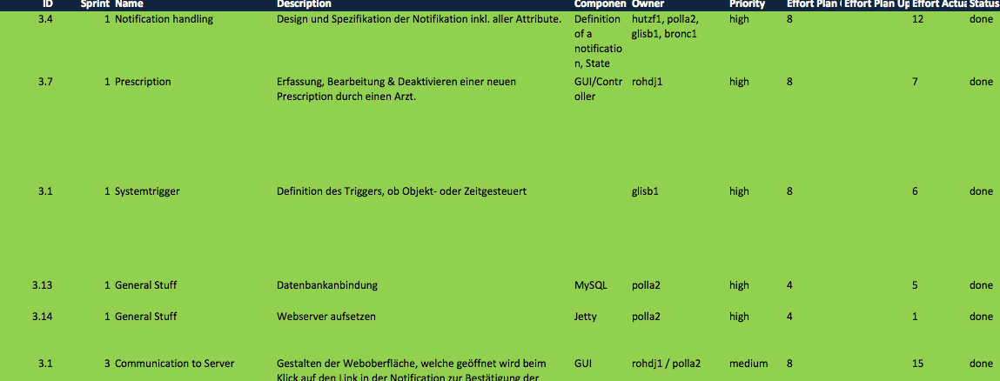 ID Sprint Name Description Componen Owner Priority Effort Plan Effort Plan Up Effort Actu Status
3.4 1 Notification handling Design und Spezifikation der Notifikation inkl. aller Attribute. Definition hutzf1, polla2, high 8 12 done
of a glisb1, bronc1
notificatio
n, State
3.7 1 Prescription Erfassung, Bearbeitung & Deaktivieren einer neuen GUI/Contr rohdj1 high 8 7 done
Prescription durch einen Arzt. oller
3.1 1 Systemtrigger Definition des Triggers, ob Objekt- oder Zeitgesteuert glisb1 high 8 6 done
3.13 1 General Stuff Datenbankanbindung MySQL polla2 high 4 5 done
3.14 1 General Stuff Webserver aufsetzen Jetty polla2 high 4 1 done
3.1 3 Communication to Server Gestalten der Weboberfläche, welche geöffnet wird beim GUI rohdj1 / polla2 medium 8 15 done
Klick auf den Link in der Notification zur Bestätigung der